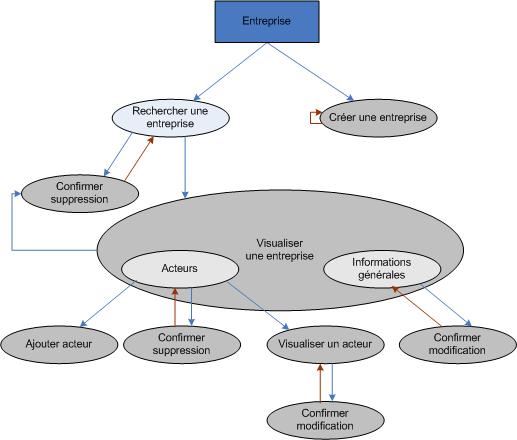 Entreprise
Rechercher une
entreprise
Créer une entreprise
Confirmer
suppression
Visualiser
une entreprise
Acteurs
Informations
générales
Ajouter acteur
Confirmer
suppression
Visualiser un acteur
Confirmer
modification
Confirmer
modification